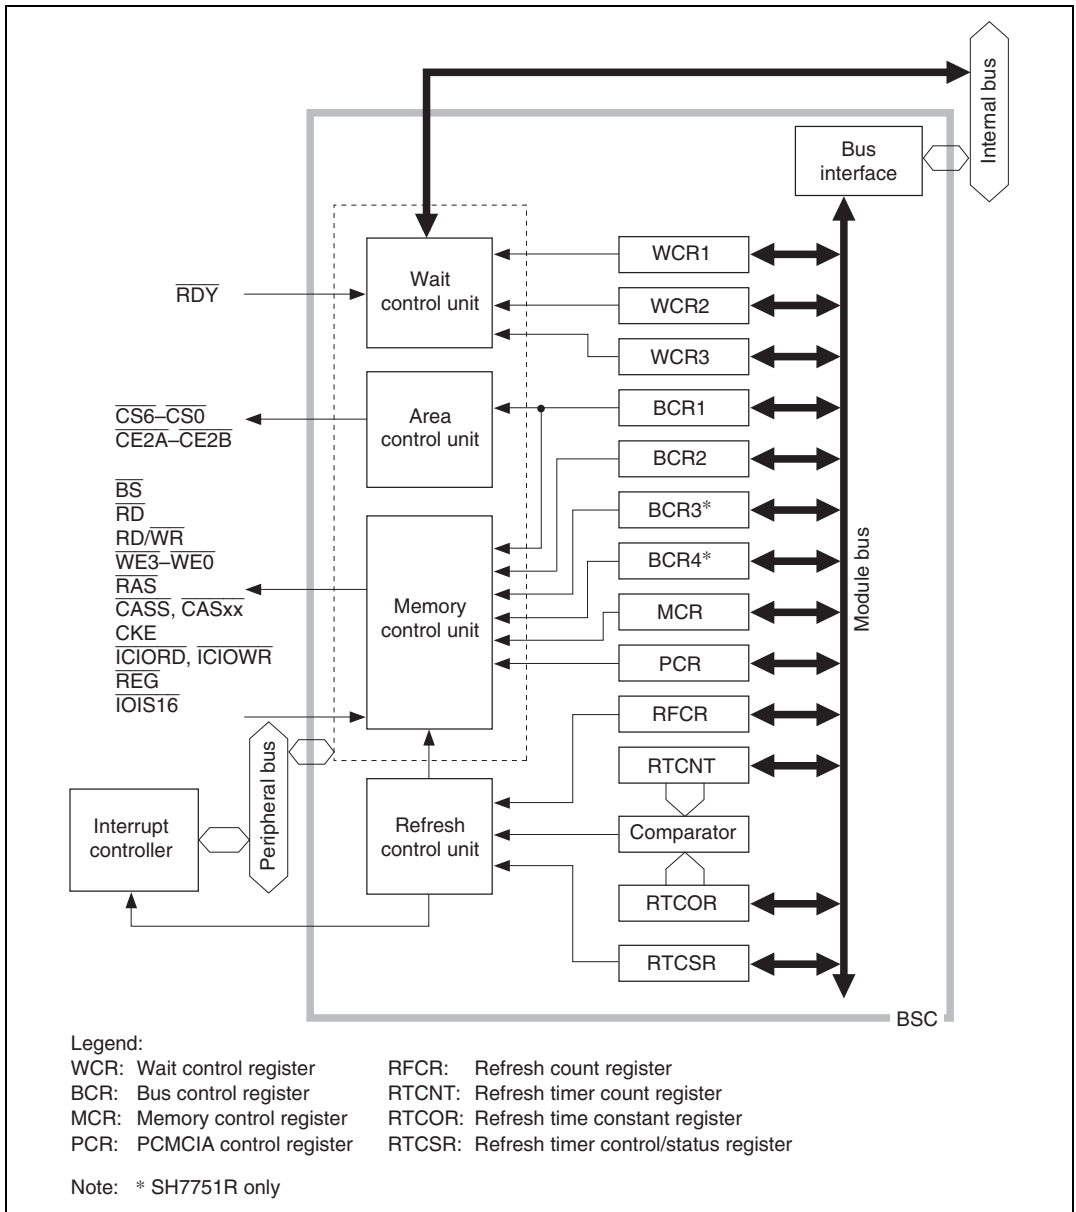 Internal bus
Bus
interface
Wait
control unit
RDY
WCR1
WCR2
WCR3
CS6–CS0
CE2A–CE2B
Area
control unit
BCR1
BCR2
BS
RD
RD/WR
WE3–WE0
RAS
CASS, CASxx
CKE
ICIORD, ICIOWR
REG
IOIS16
Memory
control unit
BCR3*
BCR4*
MCR
PCR
Module bus
RFCR
RTCNT
Peripheral bus
Interrupt
controller
Refresh
control unit
Comparator
RTCOR
RTCSR
BSC
Legend:
WCR: Wait control register
BCR: Bus control register
MCR: Memory control register
PCR: PCMCIA control register
RFCR: Refresh count register
RTCNT: Refresh timer count register
RTCOR: Refresh time constant register
RTCSR: Refresh timer control/status register
Note: * SH7751R only